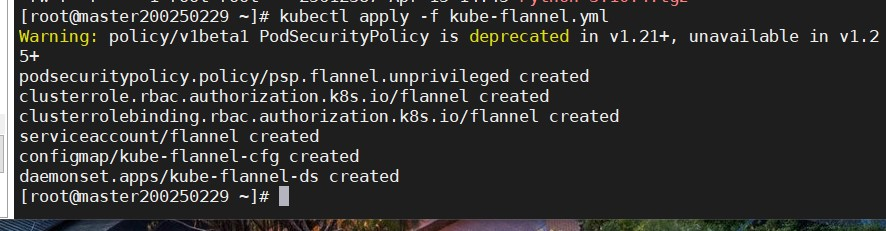 [root@master200250229 ~]# kubectl apply -f kube-flannel.yml
Warning: policy/v1beta1 PodSecurityPolicy is deprecated in v1.21+, unavailable in v1.2
5+
podsecuritypolicy.policy/psp.flannel.unprivileged created
clusterrole.rbac.authorization.k8s.io/flannel created
clusterrolebinding.rbac.authorization.k8s.io/flannel created
serviceaccount/flannel created
configmap/kube-flannel-cfg created
daemonset.apps/kube-flannel-ds created
[root@master200250229 ~]#